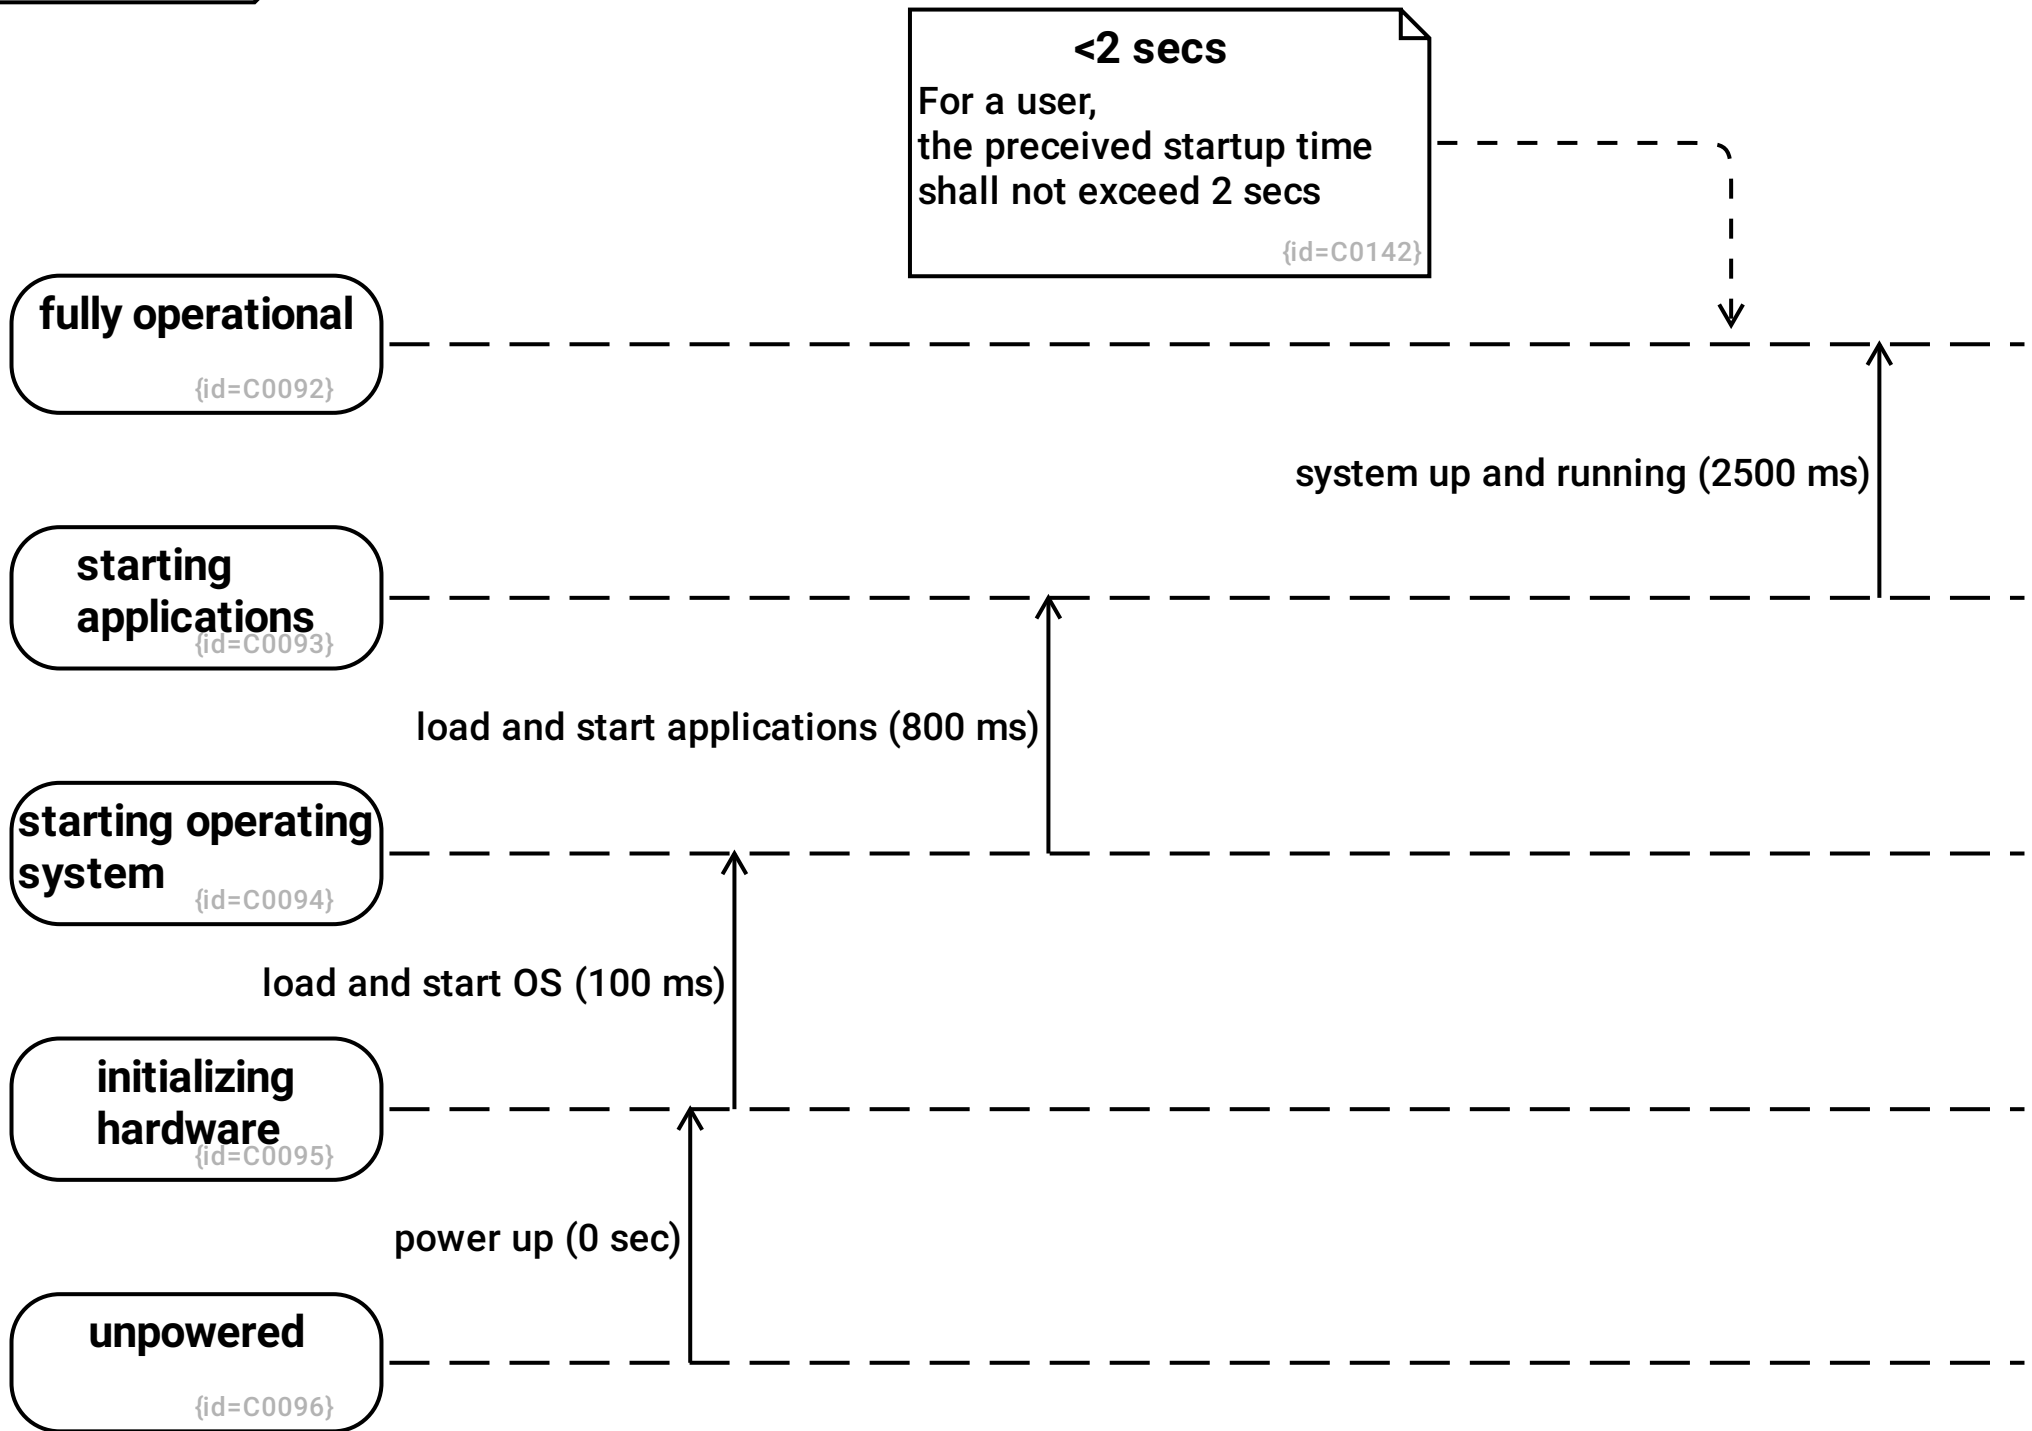 <2 secs
For a user,
the preceived startup time
shall not exceed 2 secs
{id=C0142}
fully operational
{id=C0092}
system up and running (2500 ms)
starting
applications
{id=C0093}
load and start applications (800 ms)
starting operating
system
{id=C0094}
load and start OS (100 ms)
initializing
hardware
{id=C0095}
power up (0 sec)
unpowered
{id=C0096}